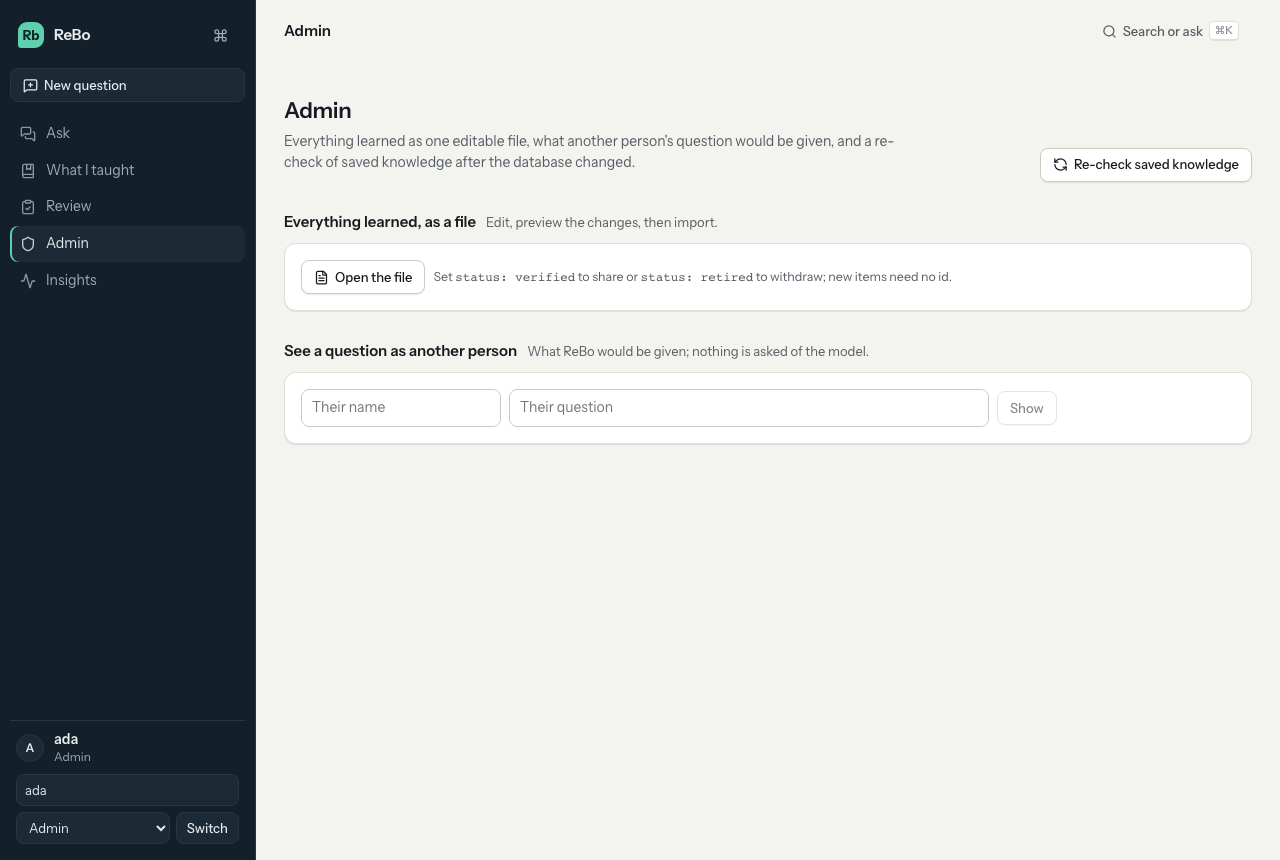 Rb ReBo ⌘
New question
Ask
What I taught
Review
Admin
Insights
A ada
Admin
ada
Admin Switch
Admin Search or ask ⌘K
Admin
Everything learned as one editable file, what another person's question would be given, and a re-
check of saved knowledge after the database changed.
Re-check saved knowledge
Everything learned, as a file Edit, preview the changes, then import.
Open the file Set status: verified to share or status: retired to withdraw; new items need no id.
See a question as another person What ReBo would be given; nothing is asked of the model.
Their name Their question Show